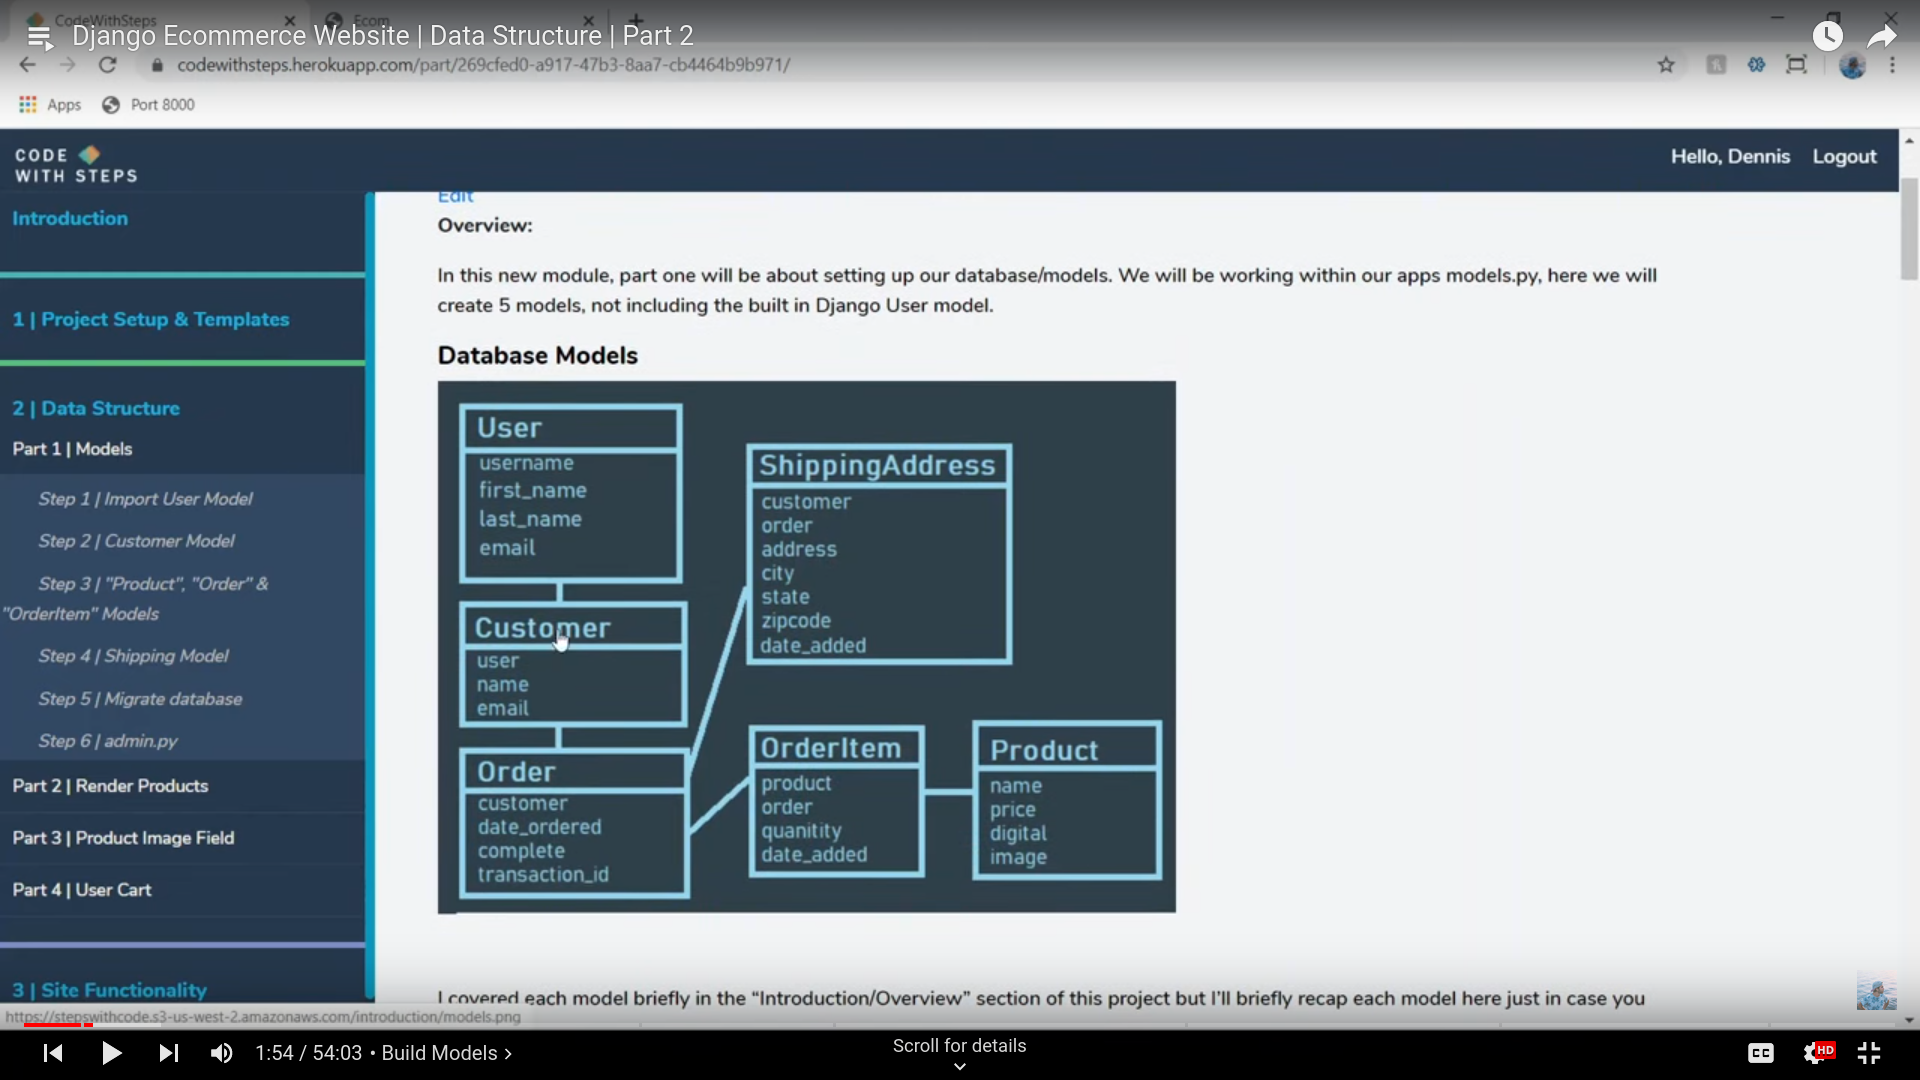 CodeWithSteps
Ecom
Django Ecommerce Website | Data Structure | Part 2
codewithsteps.herokuapp.com/part/269cfed0-a917-47b3-8aa7-cb4464b9b971/
Apps
Port 8000
CODE
WITH STEPS
Hello, Dennis
Logout
Introduction
1 | Project Setup & Templates
2 | Data Structure
Part 1 | Models
Step 1 | Import User Model
Step 2 | Customer Model
Step 3 | "Product", "Order" &
"OrderItem" Models
Step 4 | Shipping Model
Step 5 | Migrate database
Step 6 | admin.py
Part 2 | Render Products
Part 3 | Product Image Field
Part 4 | User Cart
3 | Site Functionality
Edit
Overview:
In this new module, part one will be about setting up our database/models. We will be working within our apps models.py, here we will
create 5 models, not including the built in Django User model.
Database Models
User
username
first_name
last_name
email
Customer
user
name
email
Order
customer
date_ordered
complete
transaction_id
ShippingAddress
customer
order
address
city
state
zipcode
date_added
OrderItem
product
order
quanitity
date_added
Product
name
price
digital
image
I covered each model briefly in the “Introduction/Overview” section of this project but I’ll briefly recap each model here just in case you
https://stepswithcode.s3-us-west-2.amazonaws.com/introduction/models.png
1:54 / 54:03 • Build Models ›
Scroll for details
CC
HD